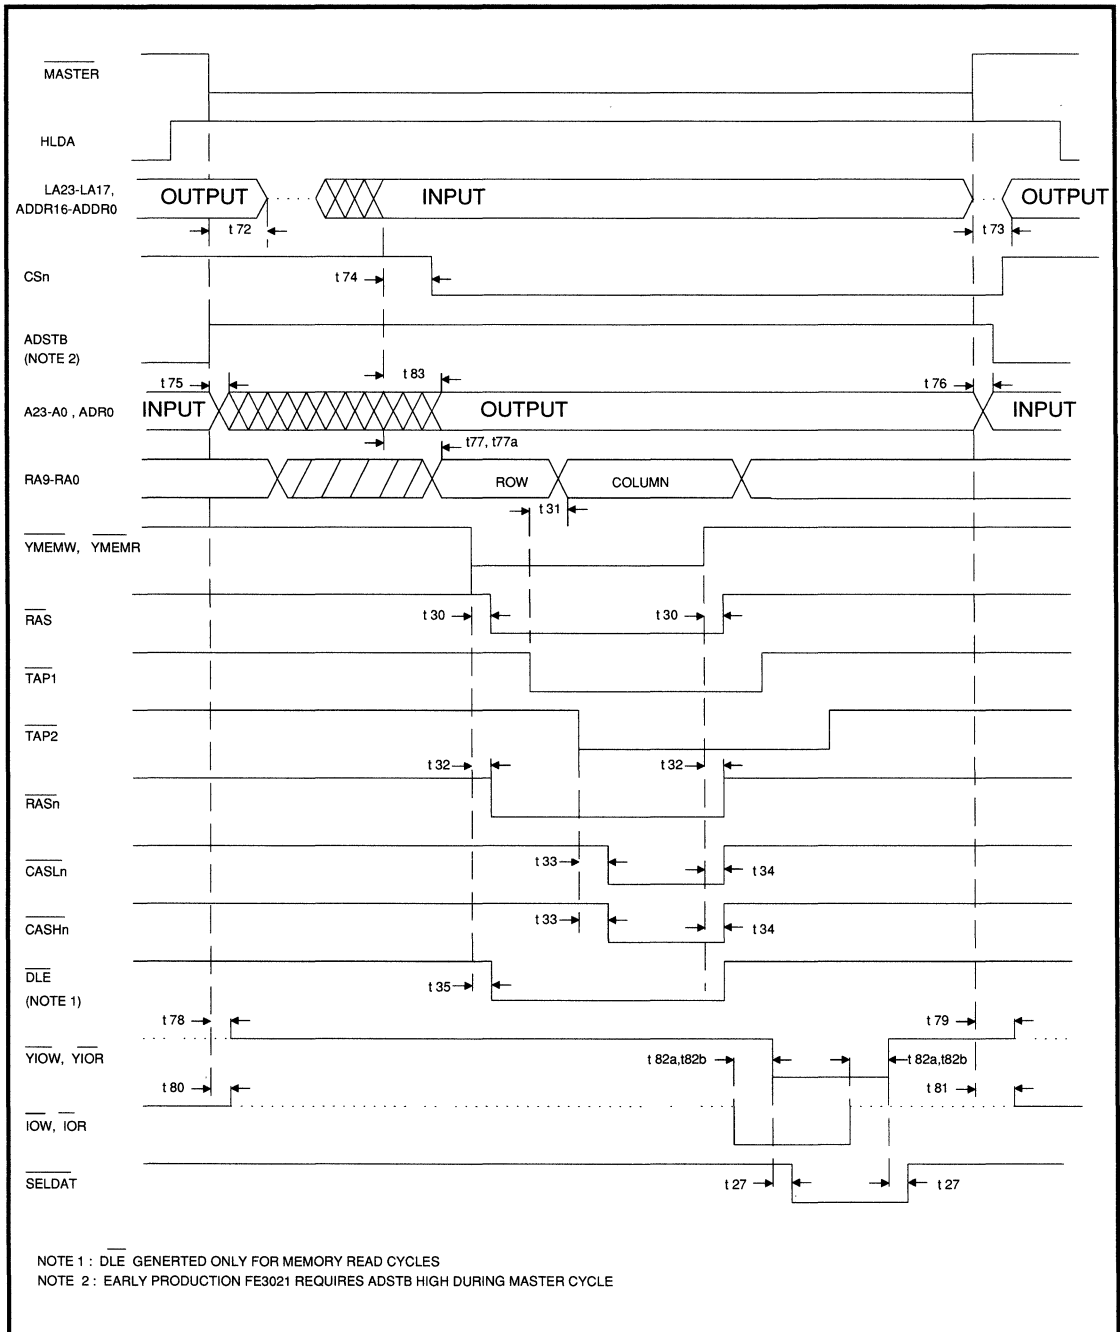 MASTER
HLDA
LA23-LA17,
ADDR16-ADDR0
OUTPUT
INPUT
OUTPUT
t 72
t 73
CSn
t 74
ADSTB
(NOTE 2)
t 75
t 83
t 76
A23-A0 , ADR0
INPUT
OUTPUT
INPUT
t77, t77a
RA9-RA0
ROW
COLUMN
t 31
YMEMW, YMEMR
RAS
t 30
t 30
TAP1
TAP2
t 32
t 32
RASn
CASLn
t 33
t 34
CASHn
t 33
t 34
DLE
(NOTE 1)
t 35
t 78
t 79
YIOW, YIOR
t 82a,t82b
t 82a,t82b
t 80
t 81
IOW, IOR
SELDAT
t 27
t 27
NOTE 1 : DLE GENERTED ONLY FOR MEMORY READ CYCLES
NOTE 2 : EARLY PRODUCTION FE3021 REQUIRES ADSTB HIGH DURING MASTER CYCLE